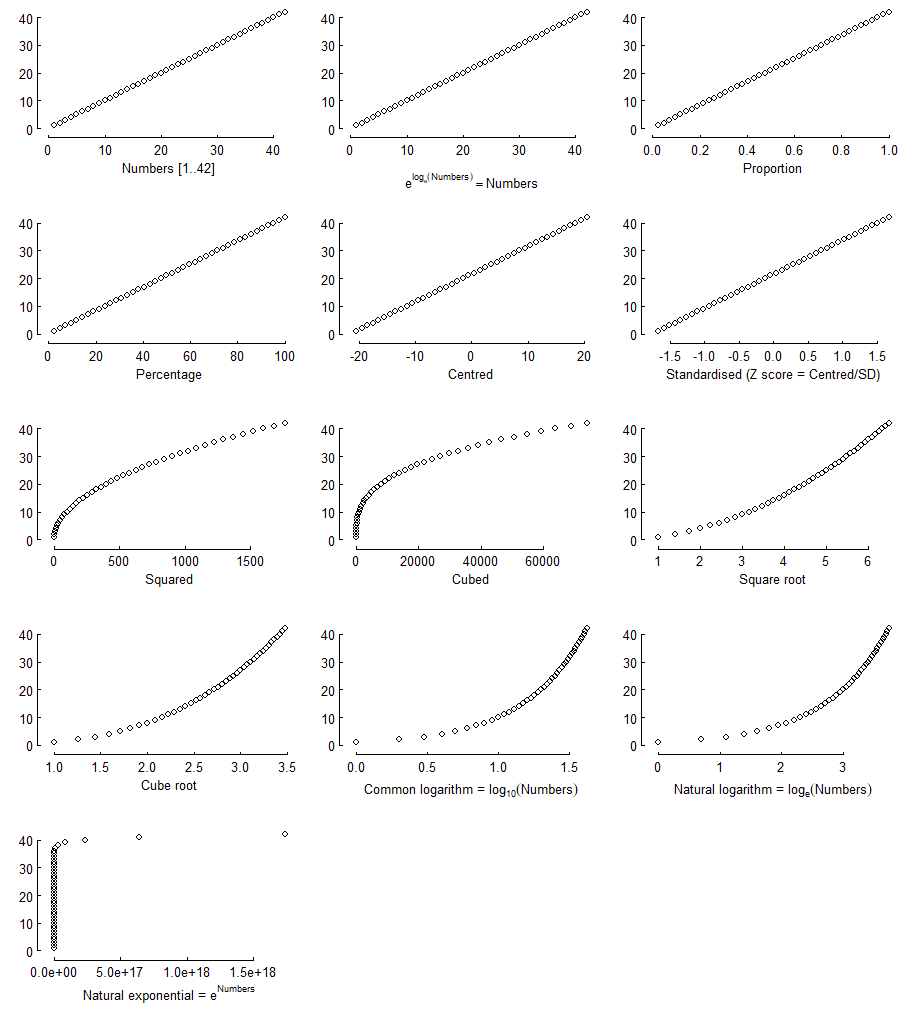 40
30
20
10
0
0 10 20 30 40
Numbers [1..42]
40
30
20
10
0
0 10 20 30 40
e^log_e(Numbers) = Numbers
40
30
20
10
0
0.0 0.2 0.4 0.6 0.8 1.0
Proportion
40
30
20
10
0
0 20 40 60 80 100
Percentage
40
30
20
10
0
-20 -10 0 10 20
Centred
40
30
20
10
0
-1.5 -1.0 -0.5 0.0 0.5 1.0 1.5
Standardised (Z score = Centred/SD)
40
30
20
10
0
0 500 1000 1500
Squared
40
30
20
10
0
0 20000 40000 60000
Cubed
40
30
20
10
0
1 2 3 4 5 6
Square root
40
30
20
10
0
1.0 1.5 2.0 2.5 3.0 3.5
Cube root
40
30
20
10
0
0.0 0.5 1.0 1.5
Common logarithm = log₁₀(Numbers)
40
30
20
10
0
0 1 2 3
Natural logarithm = logₑ(Numbers)
40
30
20
10
0
0.0e+00 5.0e+17 1.0e+18 1.5e+18
Natural exponential = e^Numbers